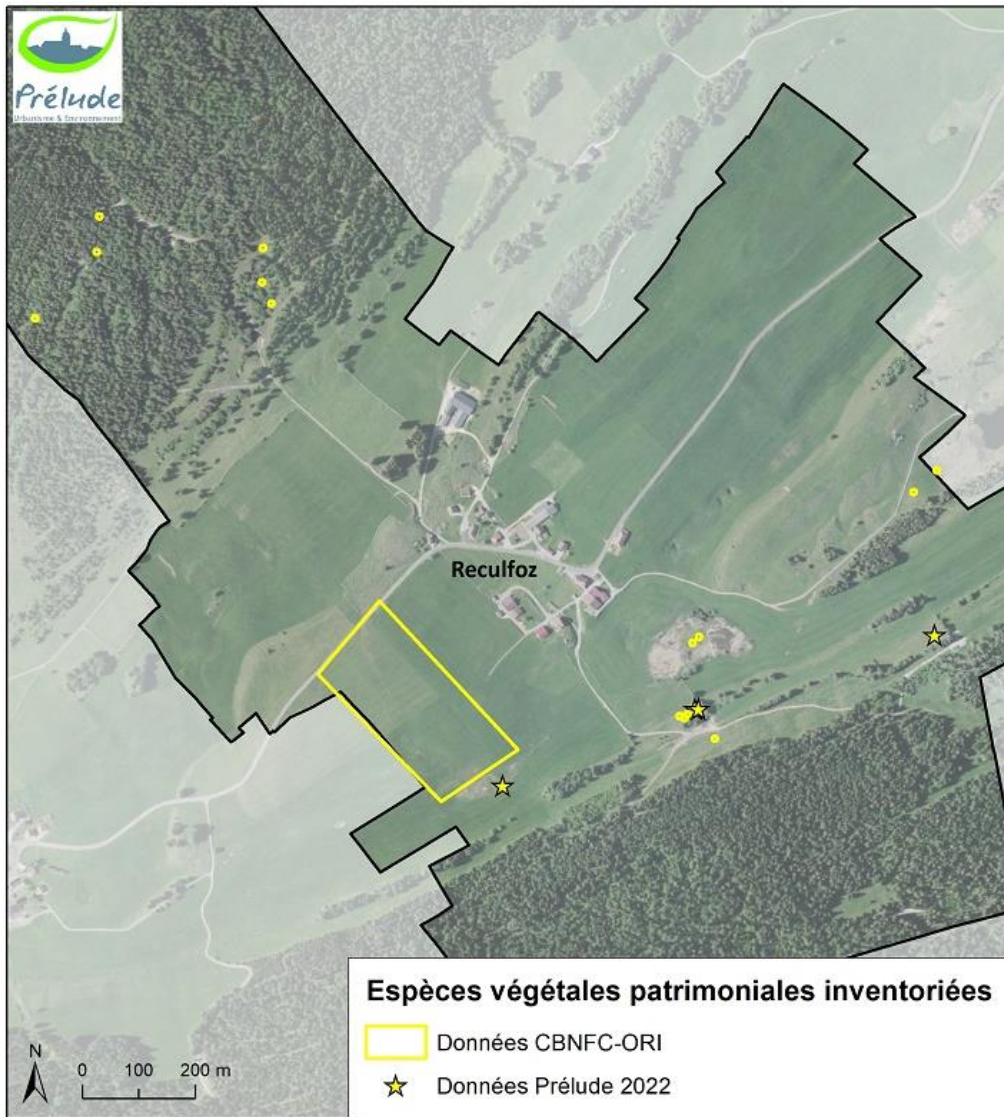 Prélude
Urbanisme & Environnement
Reculfoz
Espèces végétales patrimoniales inventoriées
Données CBNFC-ORI
Données Prélude 2022
N
0 100 200 m